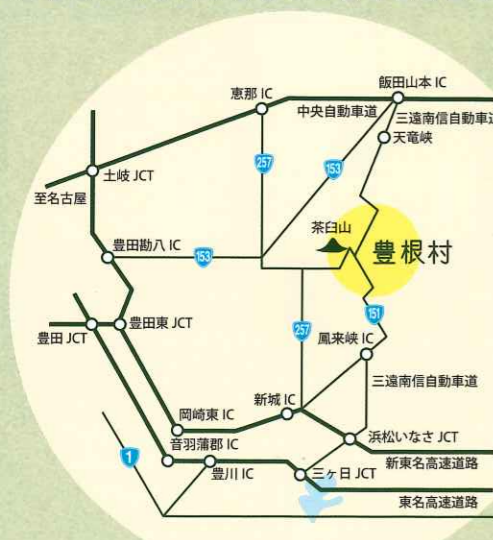 飯田山本 IC
恵那 IC
中央自動車道
三遠南信自動車道
天竜峡
257
153
土岐 JCT
至名古屋
茶臼山
豊根村
豊田勘八 IC
153
151
257
豊田 JCT
豊田東 JCT
鳳来峡 IC
三遠南信自動車道
新城 IC
岡崎東 IC
浜松いなさ JCT
音羽蒲郡 IC
1
豊川 IC
三ヶ日 JCT
新東名高速道路
東名高速道路